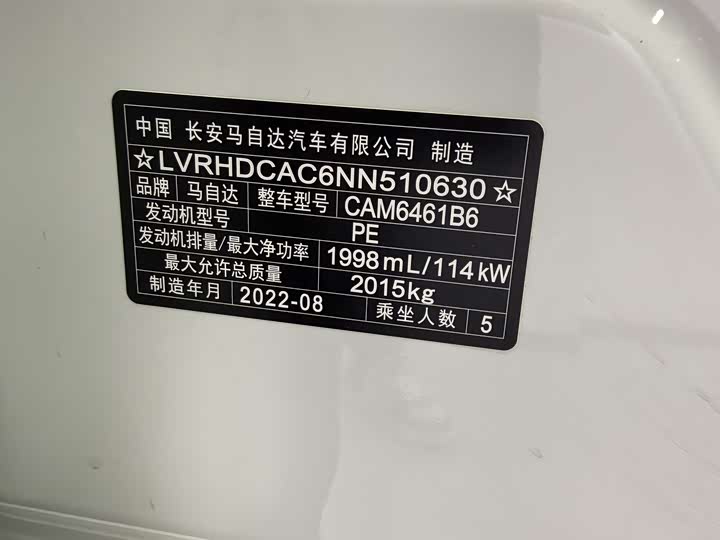 中国 长安马自达汽车有限公司 制造
☆LVRHDCAC6NN510630☆
品牌 马自达 整车型号 CAM6461B6
发动机型号 PE
发动机排量/最大净功率 1998mL/114kW
最大允许总质量 2015kg
制造年月 2022-08 乘坐人数 5